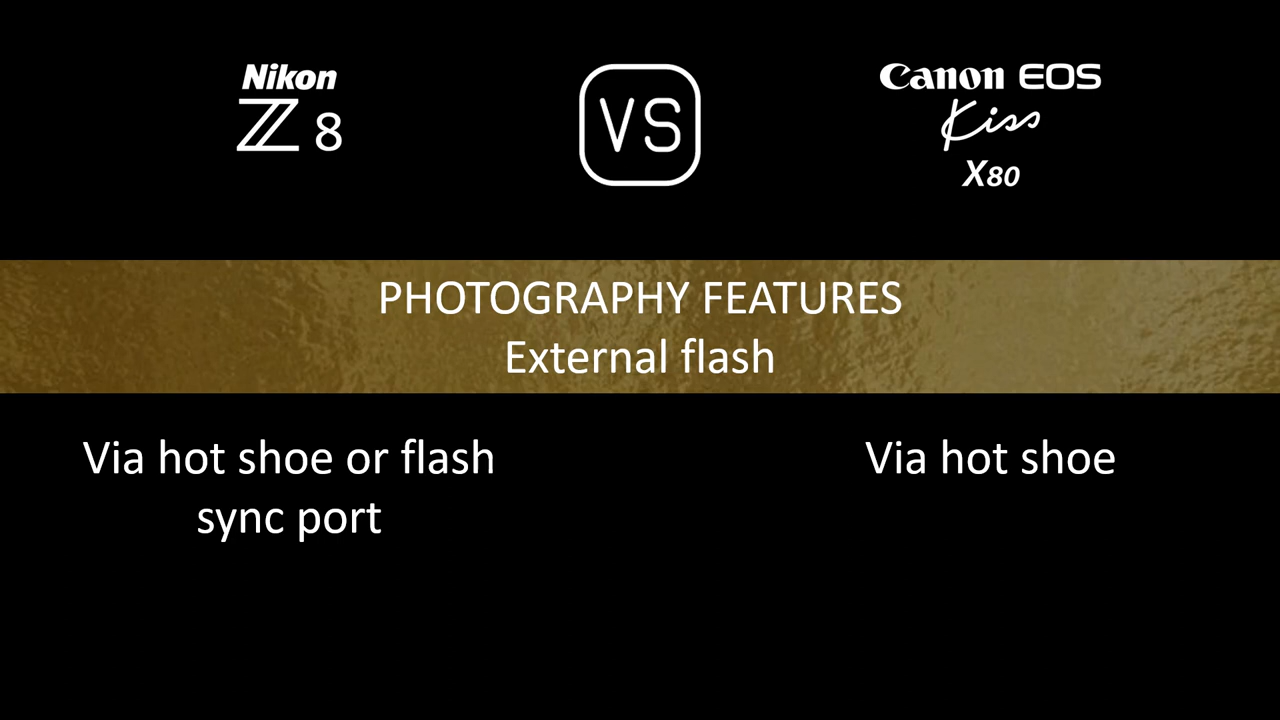 Nikon
Z 8
VS
Canon EOS
Kiss
X80
PHOTOGRAPHY FEATURES
External flash
Via hot shoe or flash
sync port
Via hot shoe